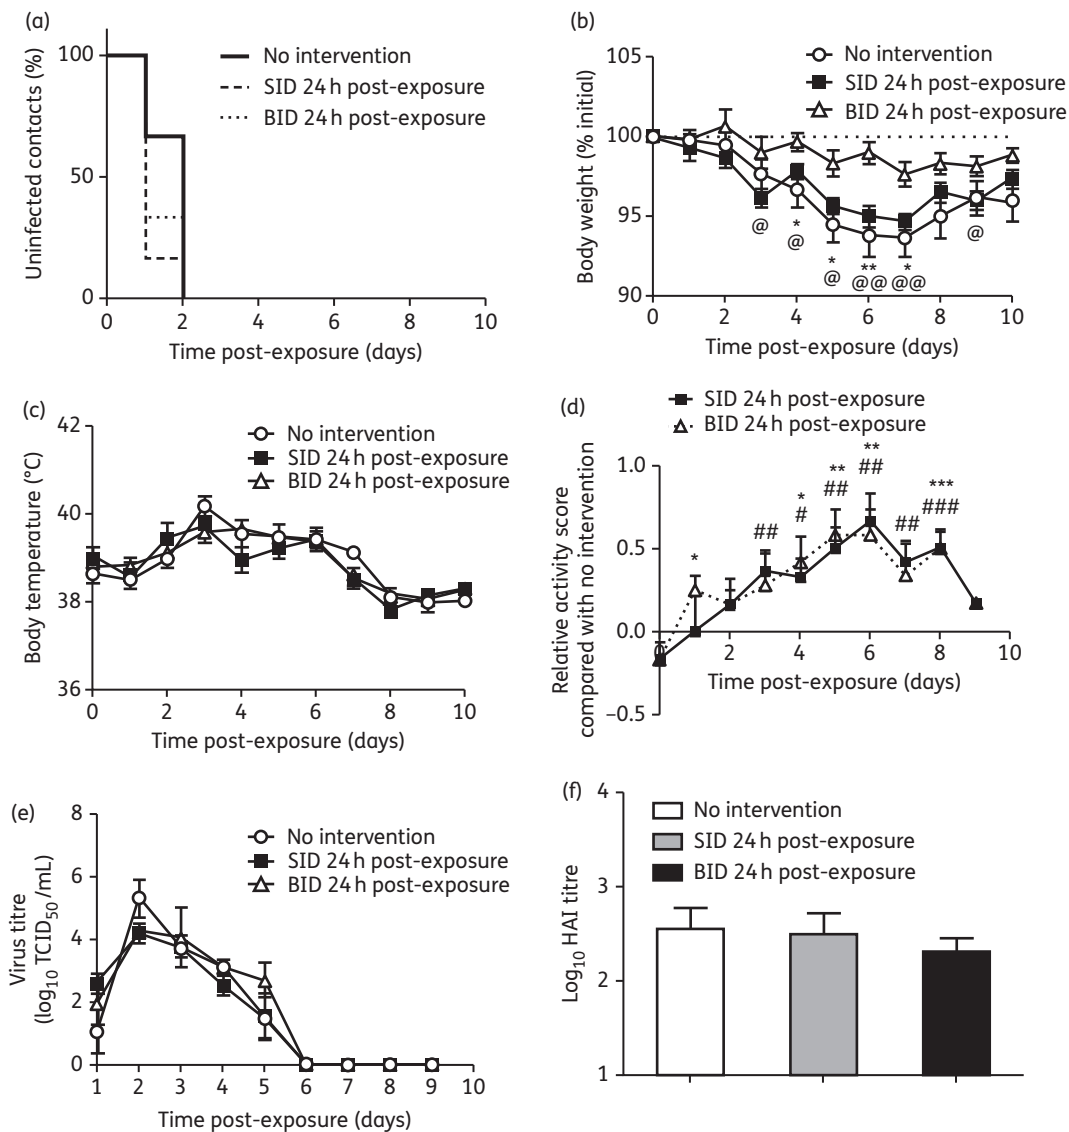 (a)
Uninfected contacts (%)
100
50
0
No intervention
SID 24 h post-exposure
BID 24 h post-exposure
0 2 4 6 8 10
Time post-exposure (days)
(b)
Body weight (% initial)
105
100
95
90
No intervention
SID 24 h post-exposure
BID 24 h post-exposure
@
*
@
*
@
**
@@
*
@@
@
0 2 4 6 8 10
Time post-exposure (days)
(c)
Body temperature (°C)
42
40
38
36
No intervention
SID 24 h post-exposure
BID 24 h post-exposure
0 2 4 6 8 10
Time post-exposure (days)
(d)
SID 24 h post-exposure
BID 24 h post-exposure
Relative activity score
compared with no intervention
1.0
0.5
0.0
−0.5
*
##
*
#
**
##
**
##
##
***
###
2 4 6 8 10
Time post-exposure (days)
(e)
Virus titre
(log10 TCID50/mL)
8
6
4
2
0
No intervention
SID 24 h post-exposure
BID 24 h post-exposure
1 2 3 4 5 6 7 8 9 10
Time post-exposure (days)
(f)
Log10 HAI titre
4
3
2
1
No intervention
SID 24 h post-exposure
BID 24 h post-exposure